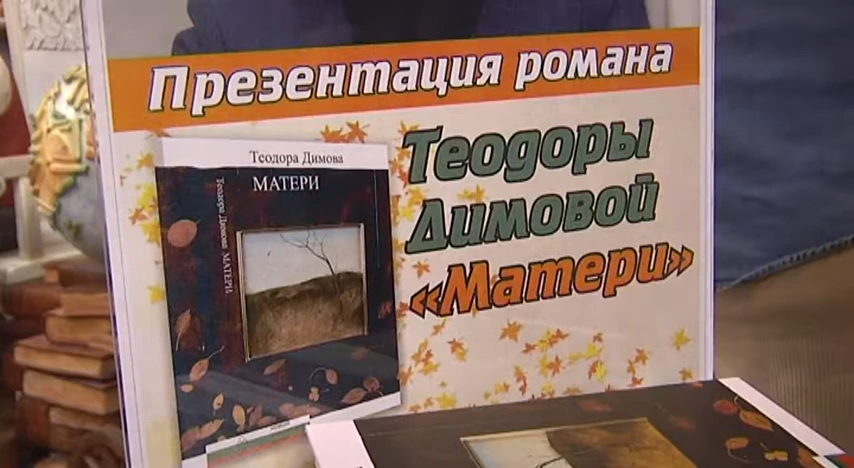 Презентация романа
Теодоры
Димовой
«Матери»
Теодора Димова
МАТЕРИ
Теодора Димова МАТЕРИ